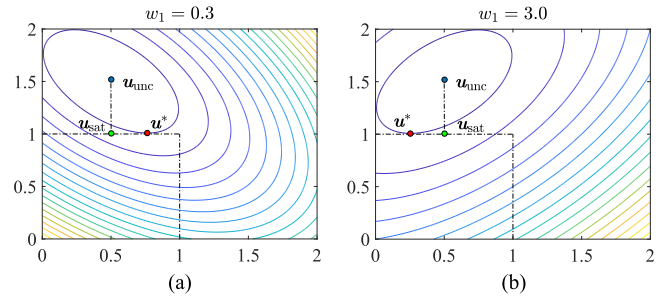 w₁ = 0.3
2
1.5
1
0.5
0
0 0.5 1 1.5 2
u_unc
u_sat
u*
(a)
w₁ = 3.0
2
1.5
1
0.5
0
0 0.5 1 1.5 2
u_unc
u*
u_sat
(b)